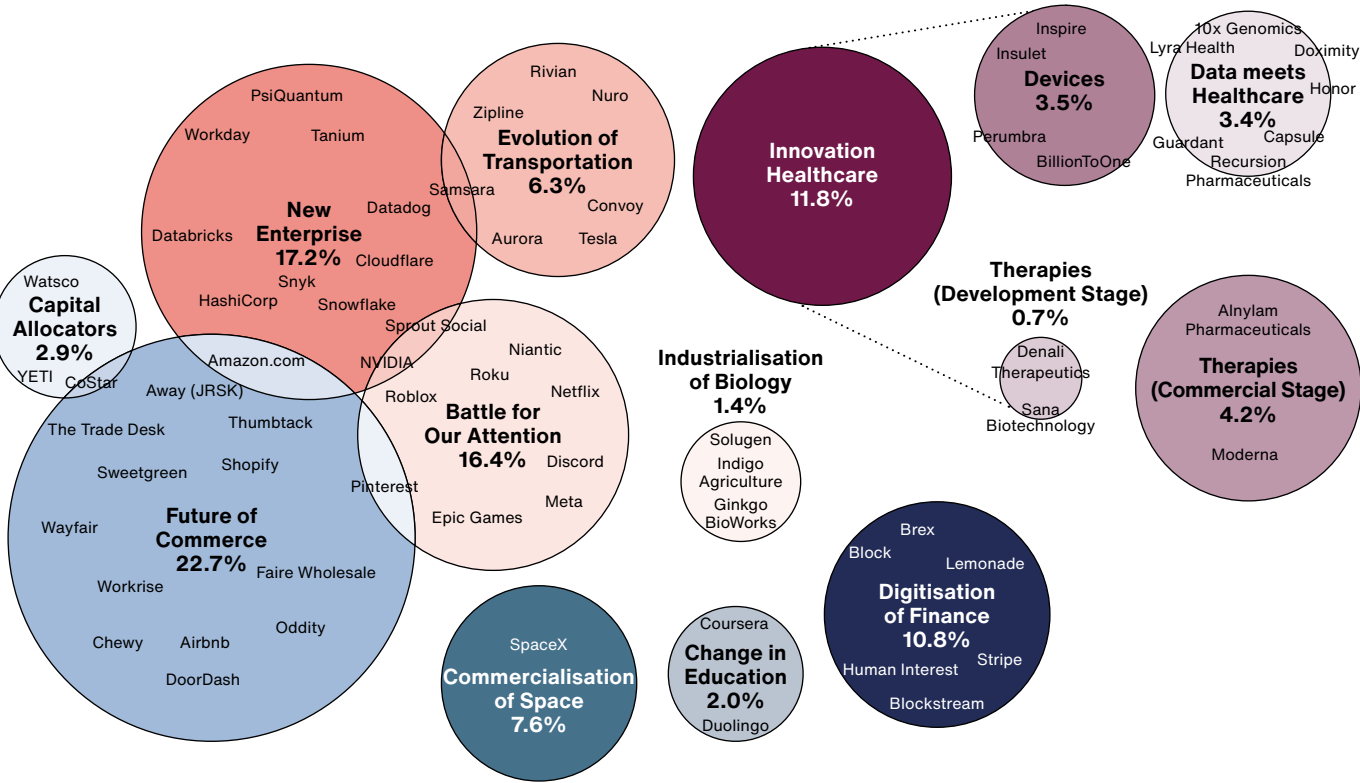 PsiQuantum
Workday
Tanium
New
Enterprise
17.2%
Datadog
Databricks
Cloudflare
Snyk
HashiCorp
Snowflake
Samsara
Sprout Social
NVIDIA
Amazon.com
Rivian
Nuro
Zipline
Evolution of
Transportation
6.3%
Convoy
Aurora
Tesla
Watsco
Capital
Allocators
2.9%
YETI
CoStar
Away (JRSK)
The Trade Desk
Thumbtack
Sweetgreen
Shopify
Wayfair
Future of
Commerce
22.7%
Faire Wholesale
Workrise
Chewy
Airbnb
Oddity
DoorDash
Pinterest
Niantic
Roku
Netflix
Roblox
Battle for
Our Attention
16.4%
Discord
Meta
Epic Games
Innovation
Healthcare
11.8%
Inspire
Insulet
Devices
3.5%
Perumbra
BillionToOne
10x Genomics
Lyra Health
Doximity
Data meets
Healthcare
3.4%
Honor
Guardant
Capsule
Recursion
Pharmaceuticals
Therapies
(Development Stage)
0.7%
Denali
Therapeutics
Sana
Biotechnology
Alnylam
Pharmaceuticals
Therapies
(Commercial Stage)
4.2%
Moderna
Industrialisation
of Biology
1.4%
Solugen
Indigo
Agriculture
Ginkgo
BioWorks
SpaceX
Commercialisation
of Space
7.6%
Coursera
Change in
Education
2.0%
Duolingo
Brex
Block
Lemonade
Digitisation
of Finance
10.8%
Human Interest
Stripe
Blockstream